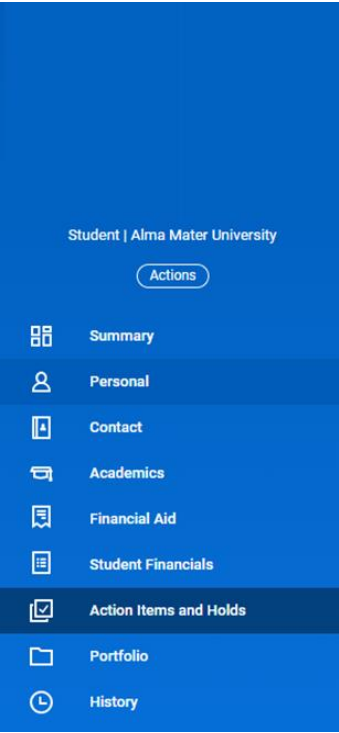 Student | Alma Mater University
Actions
Summary
Personal
Contact
Academics
Financial Aid
Student Financials
Action Items and Holds
Portfolio
History